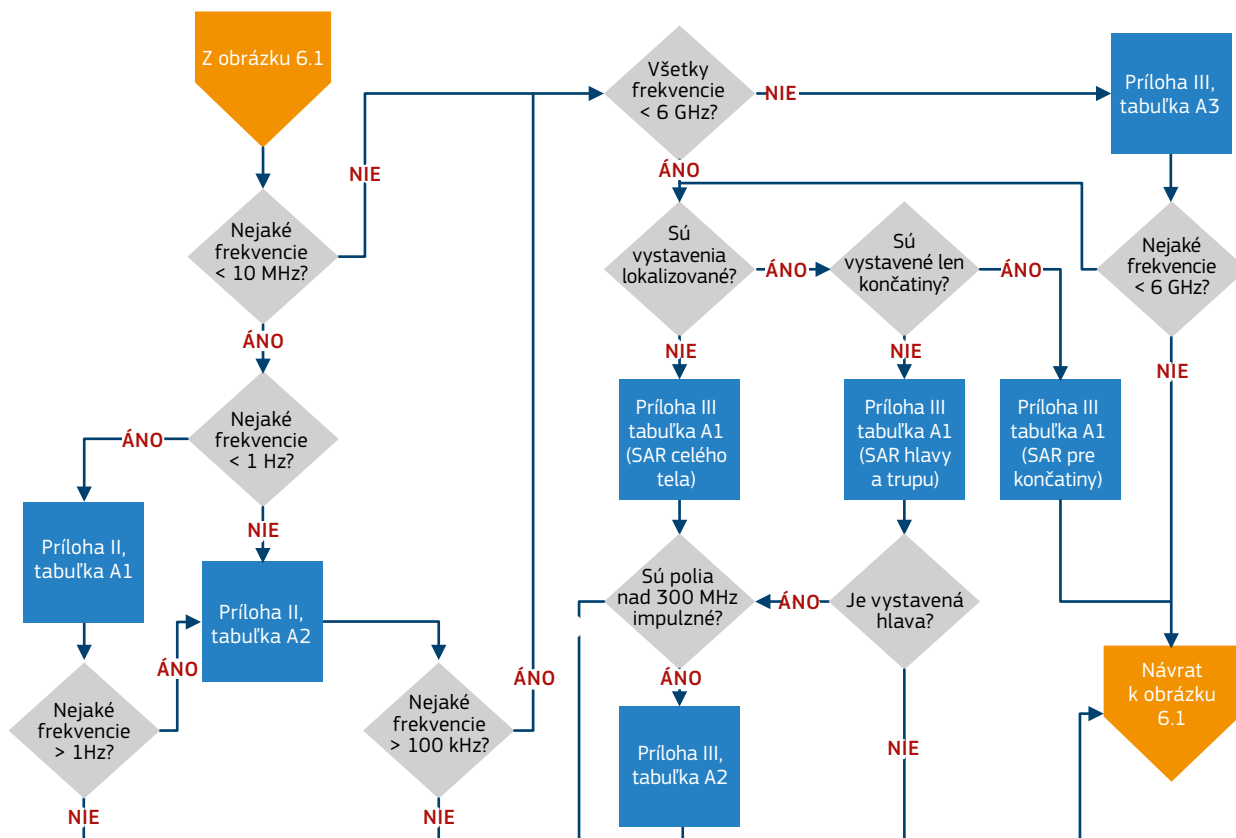 Z obrázku 6.1
NIE
Nejaké
frekvencie
< 10 MHz?
ÁNO
Nejaké
frekvencie
< 1 Hz?
ÁNO
NIE
Príloha II,
tabuľka A1
Príloha II,
tabuľka A2
Nejaké
frekvencie
> 1Hz?
ÁNO
NIE
Nejaké
frekvencie
> 100 kHz?
ÁNO
NIE
Všetky
frekvencie
< 6 GHz?
NIE
ÁNO
Príloha III,
tabuľka A3
Sú
vystavenia
lokalizované?
ÁNO
NIE
Sú
vystavené len
končatiny?
ÁNO
NIE
Nejaké
frekvencie
< 6 GHz?
NIE
Príloha III
tabuľka A1
(SAR celého
tela)
Príloha III
tabuľka A1
(SAR hlavy
a trupu)
Príloha III
tabuľka A1
(SAR pre
končatiny)
Sú polia
nad 300 MHz
impulzné?
ÁNO
Je vystavená
hlava?
ÁNO
NIE
Príloha III,
tabuľka A2
Návrat
k obrázku
6.1